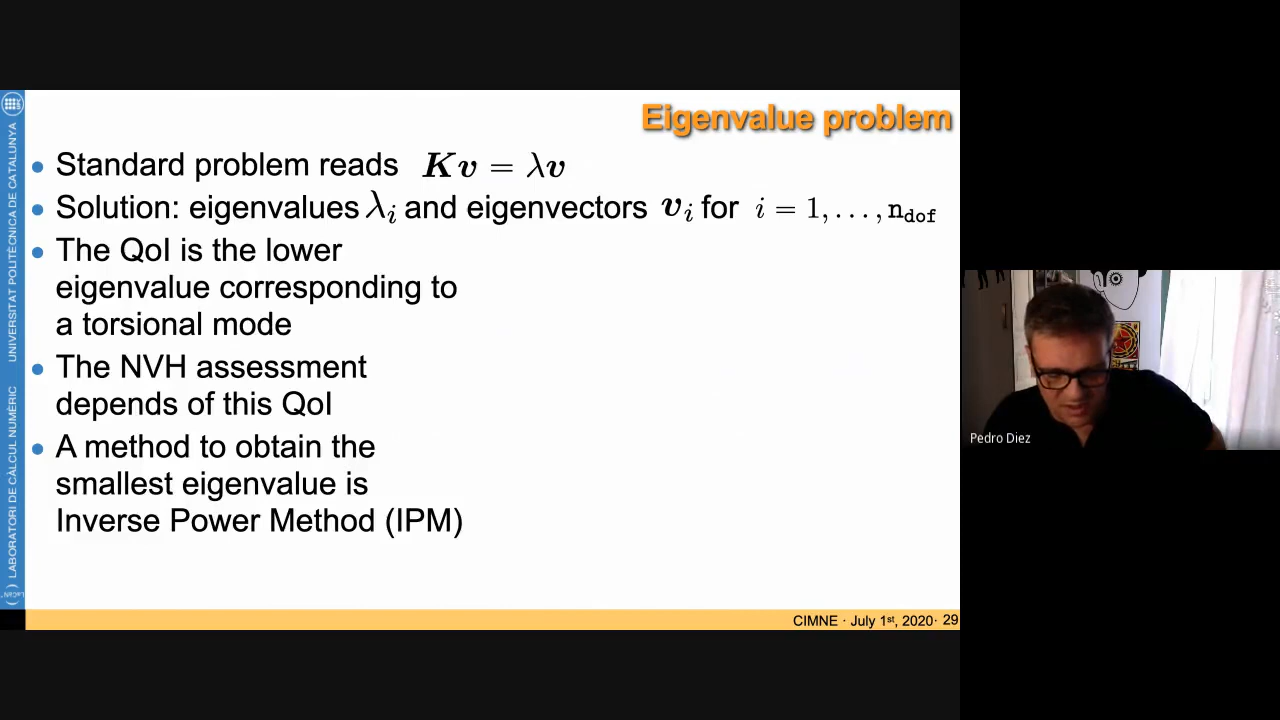 Eigenvalue problem
• Standard problem reads Kv = λv
• Solution: eigenvalues λi and eigenvectors vi for i = 1, . . . , ndof
• The QoI is the lower
eigenvalue corresponding to
a torsional mode
• The NVH assessment
depends of this QoI
• A method to obtain the
smallest eigenvalue is
Inverse Power Method (IPM)
CIMNE · July 1st, 2020· 29
LABORATORI DE CÀLCUL NUMÈRIC
UNIVERSITAT POLITÈCNICA DE CATALUNYA
Pedro Diez